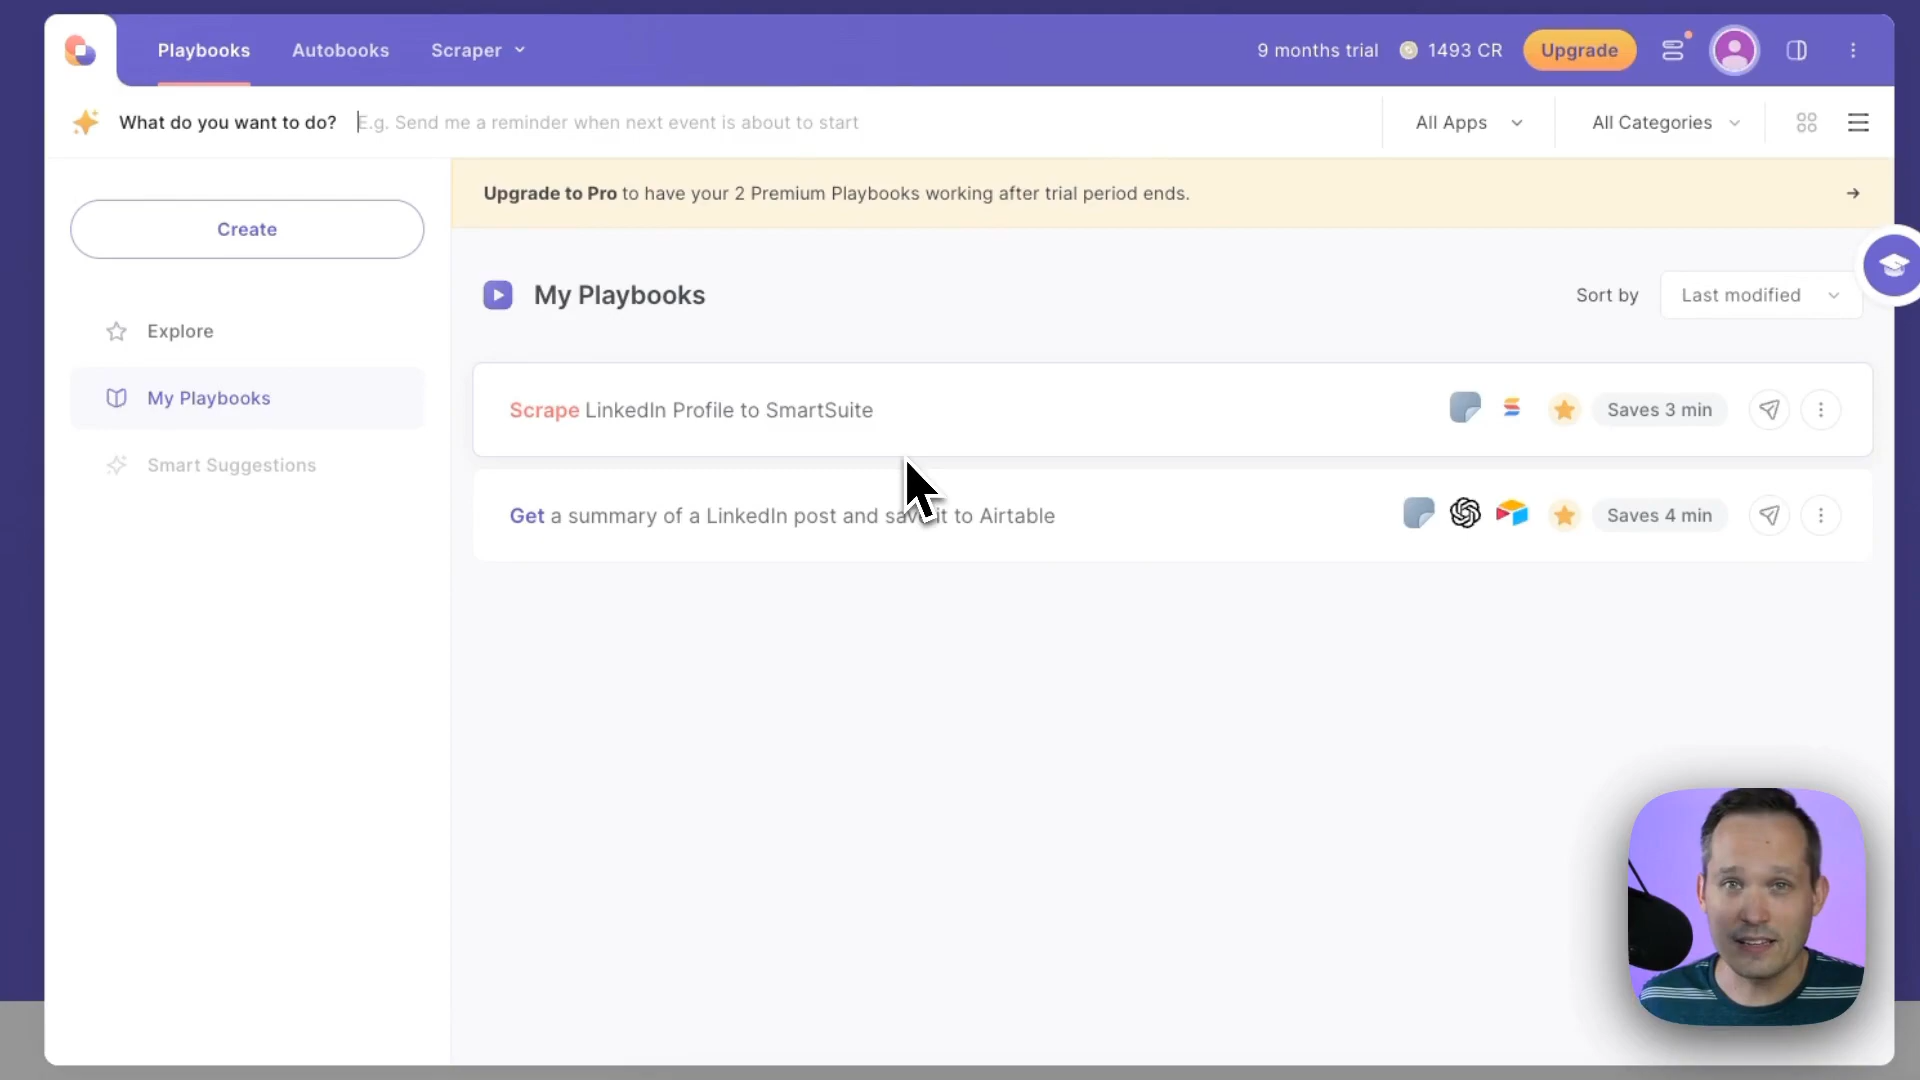 Playbooks Autobooks Scraper 9 months trial 1493 CR Upgrade
What do you want to do? E.g. Send me a reminder when next event is about to start All Apps All Categories
Upgrade to Pro to have your 2 Premium Playbooks working after trial period ends.
Create
My Playbooks Sort by Last modified
Explore
My Playbooks
Smart Suggestions
Scrape LinkedIn Profile to SmartSuite Saves 3 min
Get a summary of a LinkedIn post and save it to Airtable Saves 4 min